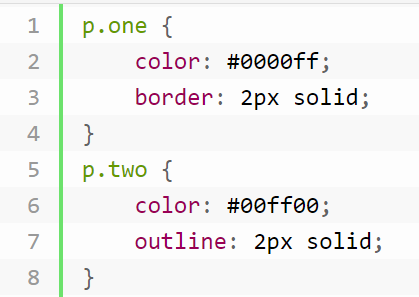 1 p.one {
2     color: #0000ff;
3     border: 2px solid;
4 }
5 p.two {
6     color: #00ff00;
7     outline: 2px solid;
8 }